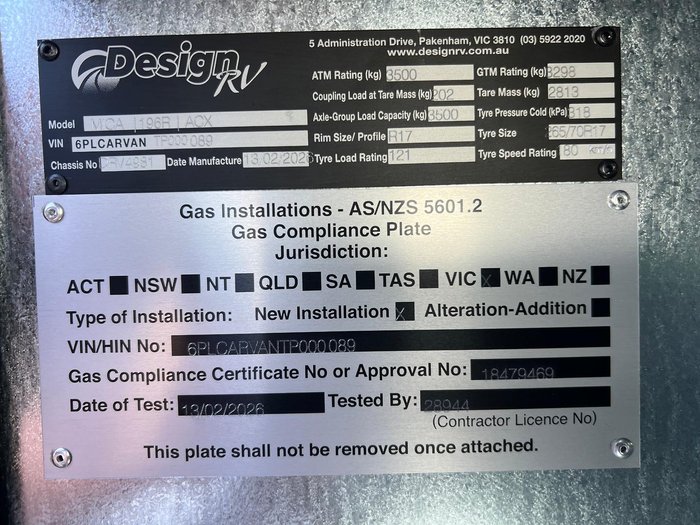 Design RV
5 Administration Drive, Pakenham, VIC 3810 (03) 5922 2020
www.designrv.com.au
ATM Rating (kg) 3500 GTM Rating (kg) 3298
Coupling Load at Tare Mass (kg) 202 Tare Mass (kg) 2813
Axle-Group Load Capacity (kg) 3500 Tyre Pressure Cold (kPa) 318
Rim Size/ Profile R17 Tyre Size 265/70R17
Tyre Load Rating 121 Tyre Speed Rating 80
Model
VIN 6PLCARVAN TP000 089
Chassis No Date Manufacture 13/02/2026
Gas Installations - AS/NZS 5601.2
Gas Compliance Plate
Jurisdiction:
ACT NSW NT QLD SA TAS VIC X WA NZ
Type of Installation: New Installation X Alteration-Addition
VIN/HIN No: 6PLCARVANTP000089
Gas Compliance Certificate No or Approval No: 18479469
Date of Test: 13/02/2026 Tested By: 28944
(Contractor Licence No)
This plate shall not be removed once attached.